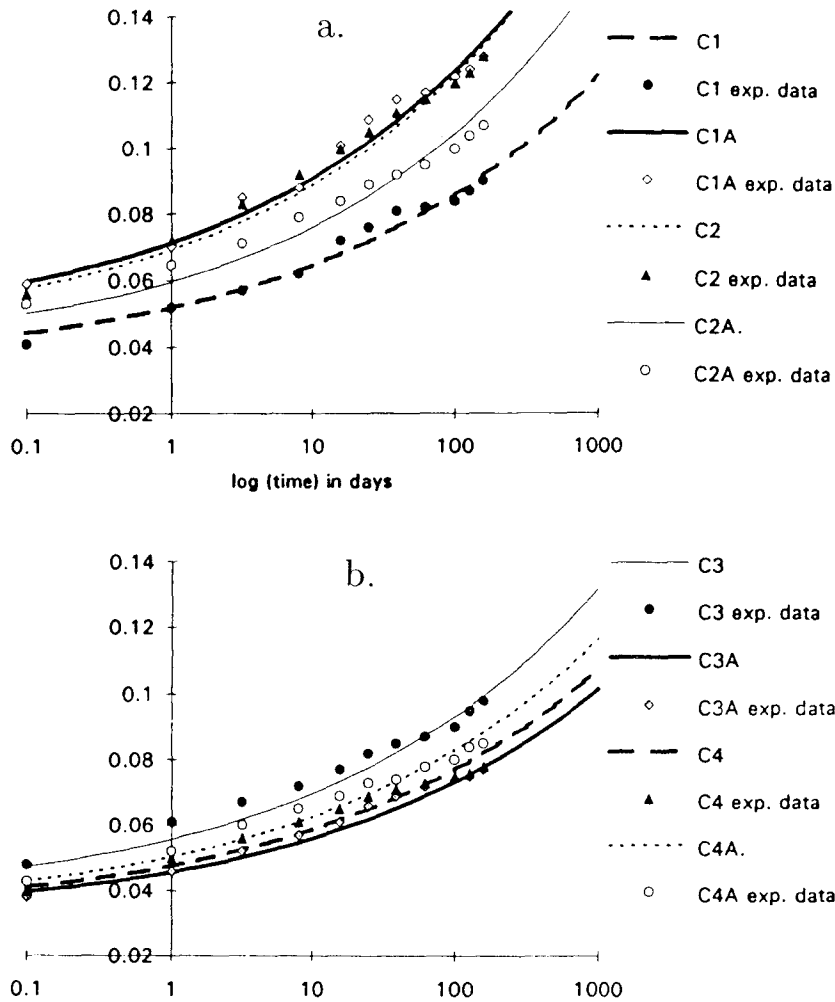 a.
0.14
0.12
0.1
0.08
0.06
0.04
0.02
0.1 1 10 100 1000
log (time) in days
C1
C1 exp. data
C1A
C1A exp. data
C2
C2 exp. data
C2A.
C2A exp. data
b.
0.14
0.12
0.1
0.08
0.06
0.04
0.02
0.1 1 10 100 1000
C3
C3 exp. data
C3A
C3A exp. data
C4
C4 exp. data
C4A.
C4A exp. data